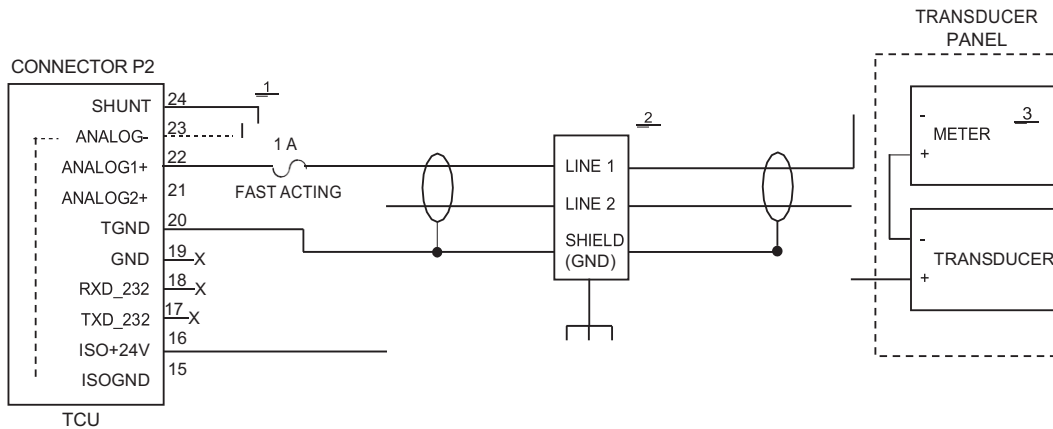 TRANSDUCER
PANEL
CONNECTOR P2
SHUNT 24
1
ANALOG- 23
ANALOG1+ 22
1 A
FAST ACTING
ANALOG2+ 21
TGND 20
GND 19 X
RXD_232 18 X
TXD_232 17 X
ISO+24V 16
ISOGND 15
TCU
2
LINE 1
LINE 2
SHIELD
(GND)
-
METER 3
+
-
TRANSDUCER
+